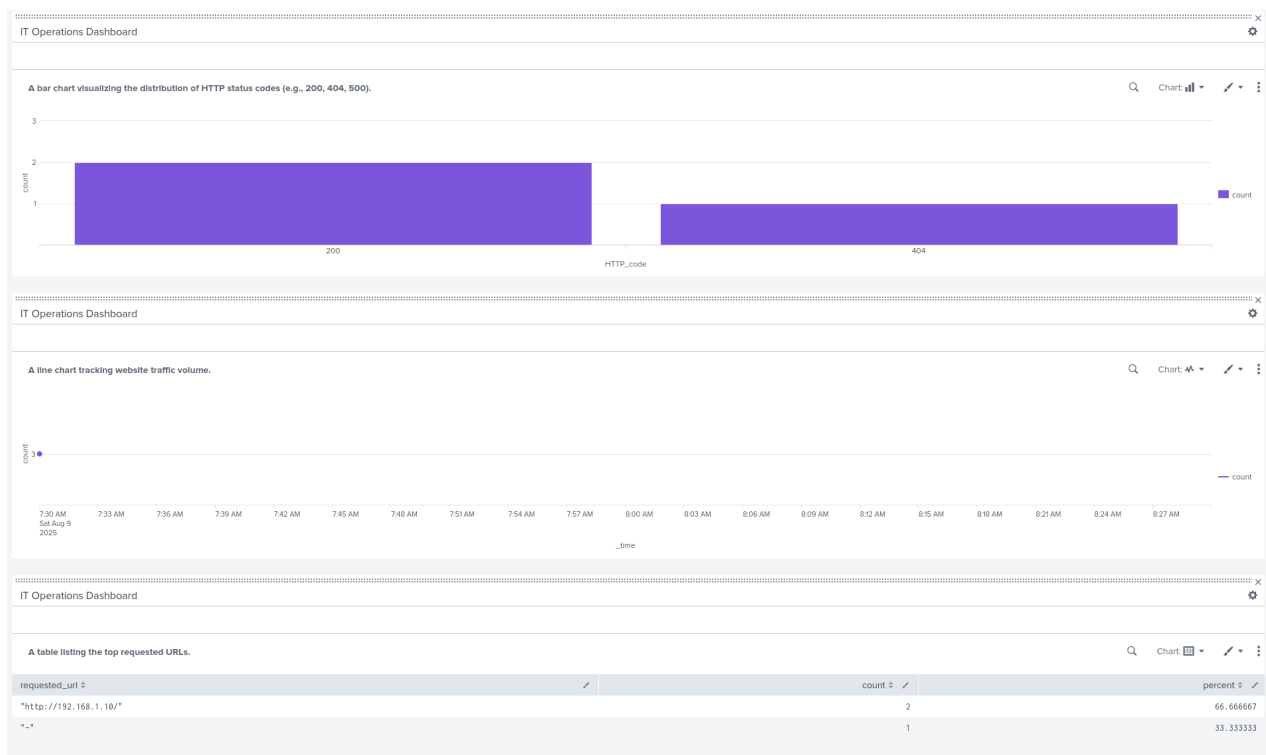 IT Operations Dashboard
A bar chart visualizing the distribution of HTTP status codes (e.g., 200, 404, 500).
Chart:
3
2
1
count
200
404
HTTP_code
count
IT Operations Dashboard
A line chart tracking website traffic volume.
Chart:
3
count
7:30 AM 7:33 AM 7:36 AM 7:39 AM 7:42 AM 7:45 AM 7:48 AM 7:51 AM 7:54 AM 7:57 AM 8:00 AM 8:03 AM 8:06 AM 8:09 AM 8:12 AM 8:15 AM 8:18 AM 8:21 AM 8:24 AM 8:27 AM
Sat Aug 9
2025
_time
count
IT Operations Dashboard
A table listing the top requested URLs.
Chart:
requested_url count percent
"http://192.168.1.10/" 2 66.666667
"-" 1 33.333333